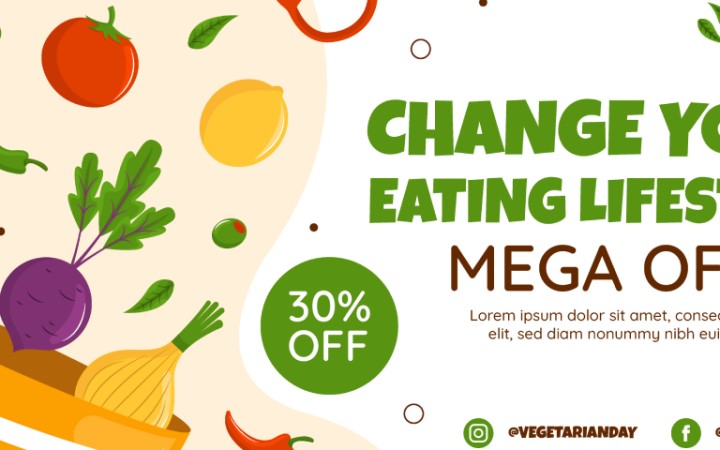 CHANGE YO
EATING LIFES
MEGA OF
30%
OFF
Lorem ipsum dolor sit amet, consec
elit, sed diam nonummy nibh eui
@VEGETARIANDAY